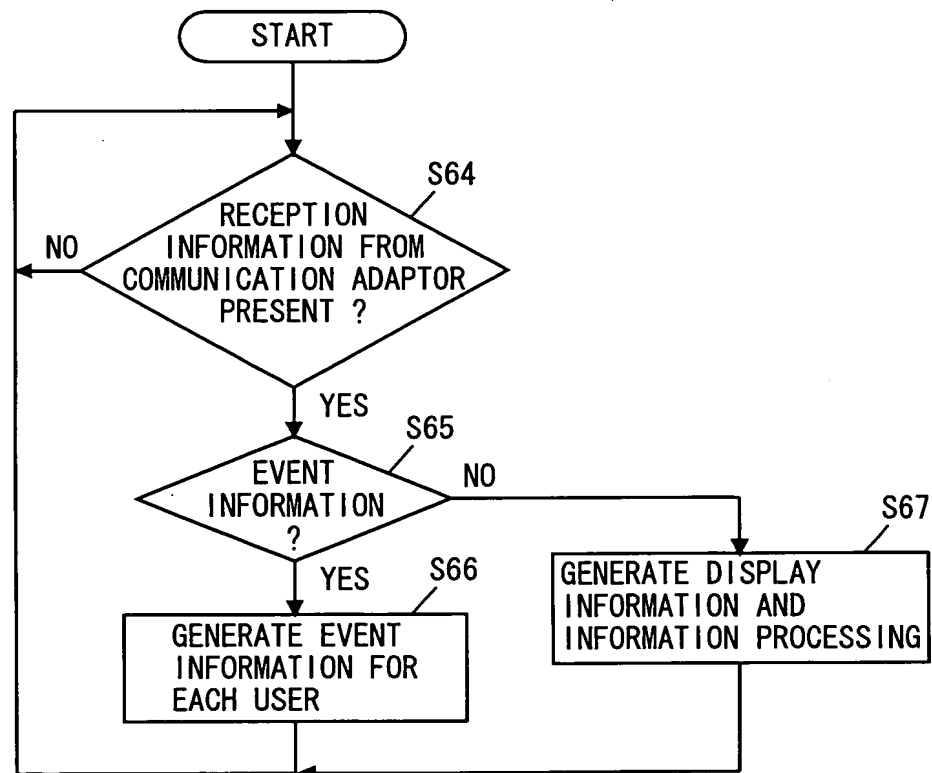 START
S64
RECEPTION
INFORMATION FROM
COMMUNICATION ADAPTOR
PRESENT ?
NO
YES
S65
EVENT
INFORMATION
?
NO
YES
S66
GENERATE EVENT
INFORMATION FOR
EACH USER
S67
GENERATE DISPLAY
INFORMATION AND
INFORMATION PROCESSING